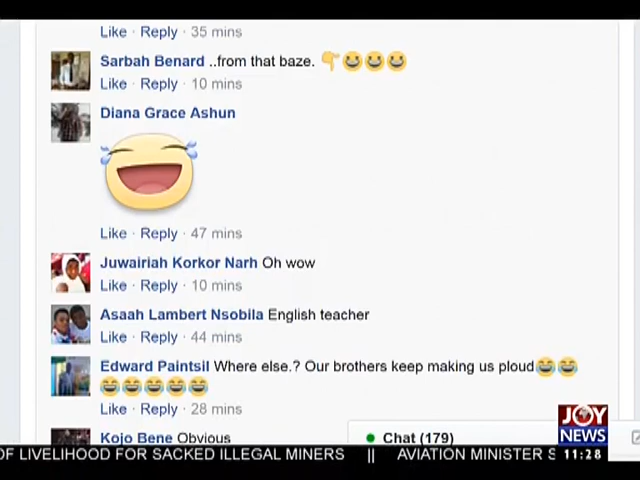 Like · Reply · 35 mins
Sarbah Benard ..from that baze. 👇😀😀😀
Like · Reply · 10 mins
Diana Grace Ashun
Like · Reply · 47 mins
Juwairiah Korkor Narh Oh wow
Like · Reply · 10 mins
Asaah Lambert Nsobila English teacher
Like · Reply · 44 mins
Edward Paintsil Where else.? Our brothers keep making us ploud😂😂
😂😂😂😂😂
Like · Reply · 28 mins
Kojo Bene Obvious
Chat (179)
JOY
NEWS
OF LIVELIHOOD FOR SACKED ILLEGAL MINERS || AVIATION MINISTER S
11:28